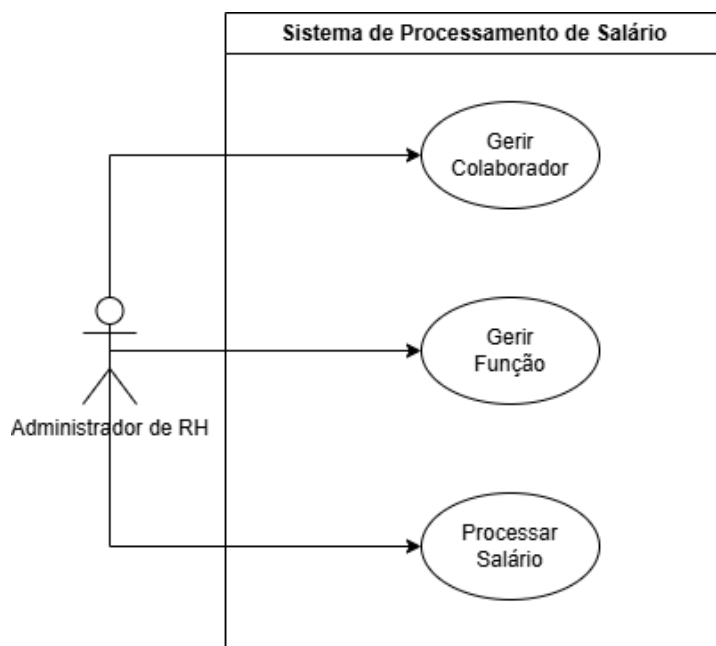 Sistema de Processamento de Salário
Gerir
Colaborador
Gerir
Função
Administrador de RH
Processar
Salário